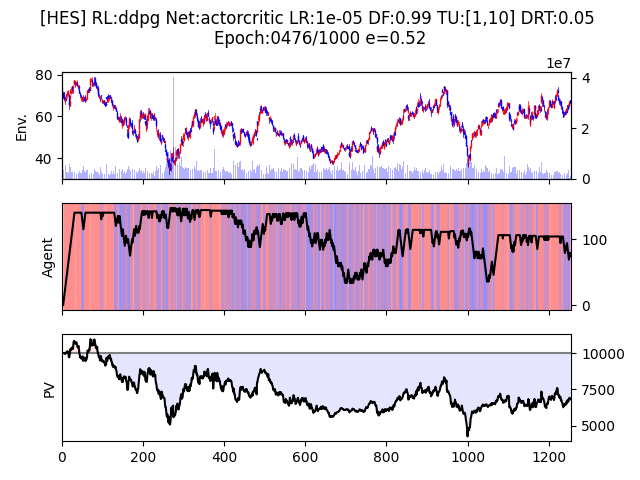 [HES] RL:ddpg Net:actorcritic LR:1e-05 DF:0.99 TU:[1,10] DRT:0.05
Epoch:0476/1000 e=0.52
1e7
80
60
40
Env.
4
2
0
Agent
100
0
PV
10000
7500
5000
0 200 400 600 800 1000 1200